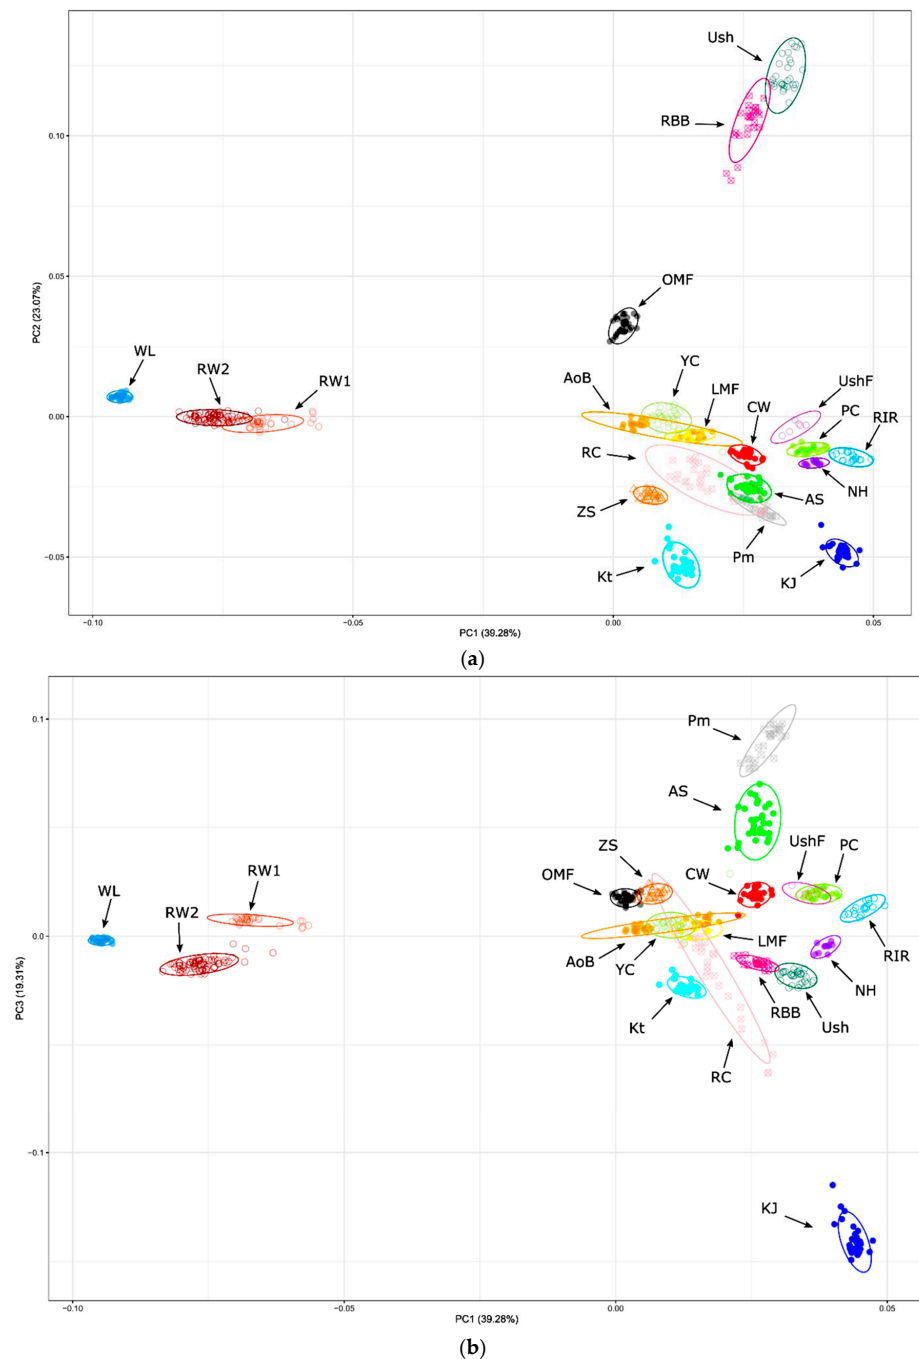 Ush
0.10
RBB
OMF
PC2 (23.07%)
0.05
WL
RW2
RW1
YC
AoB
LMF
UshF
CW
PC
RIR
0.00
RC
NH
AS
ZS
Pm
−0.05
Kt
KJ
−0.10
−0.05
0.00
0.05
PC1 (39.28%)
(a)
Pm
0.1
AS
UshF
PC
ZS
OMF
CW
RW1
WL
RW2
0.0
AoB
YC
LMF
RIR
NH
PC3 (19.31%)
RBB
Ush
Kt
RC
−0.1
KJ
−0.10
−0.05
0.00
0.05
PC1 (39.28%)
(b)